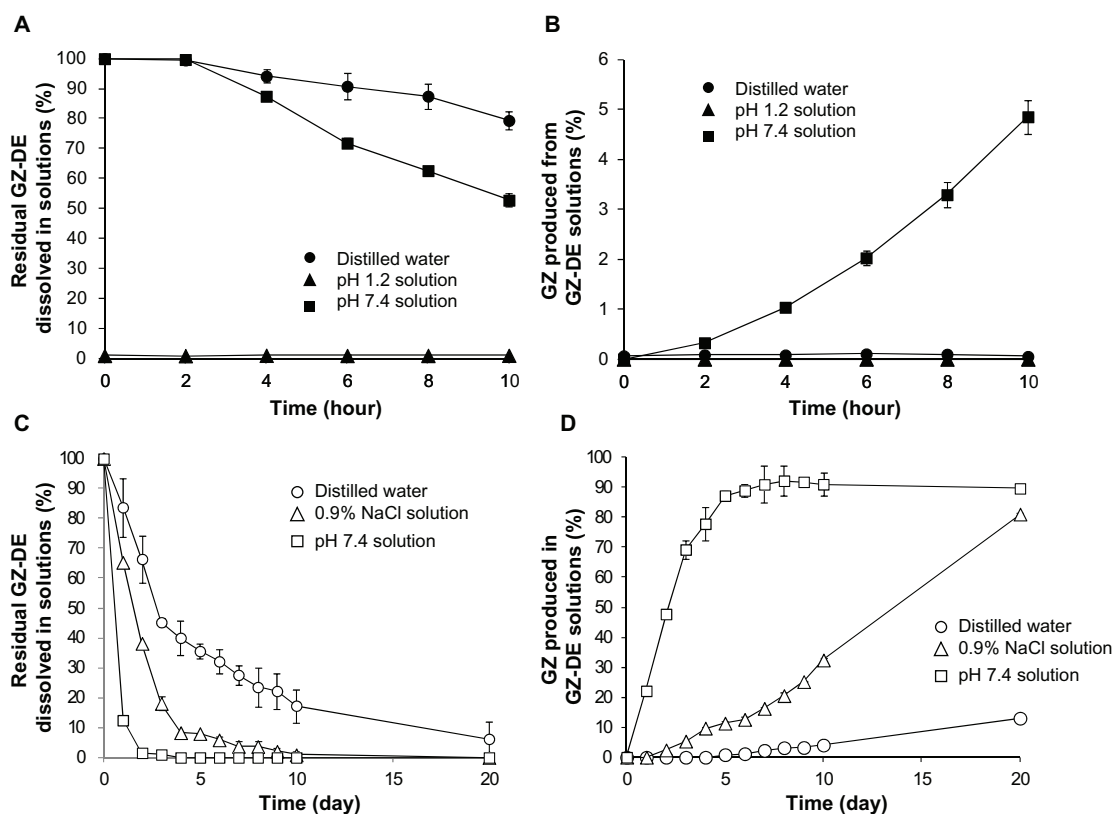 A
Residual GZ-DE
dissolved in solutions (%)
100
90
80
70
60
50
40
30
20
10
0
Distilled water
pH 1.2 solution
pH 7.4 solution
0 2 4 6 8 10
Time (hour)
B
GZ produced from
GZ-DE solutions (%)
6
5
4
3
2
1
0
Distilled water
pH 1.2 solution
pH 7.4 solution
0 2 4 6 8 10
Time (hour)
C
Residual GZ-DE
dissolved in solutions (%)
100
90
80
70
60
50
40
30
20
10
0
Distilled water
0.9% NaCl solution
pH 7.4 solution
0 5 10 15 20
Time (day)
D
GZ produced in
GZ-DE solutions (%)
100
90
80
70
60
50
40
30
20
10
0
Distilled water
0.9% NaCl solution
pH 7.4 solution
0 5 10 15 20
Time (day)